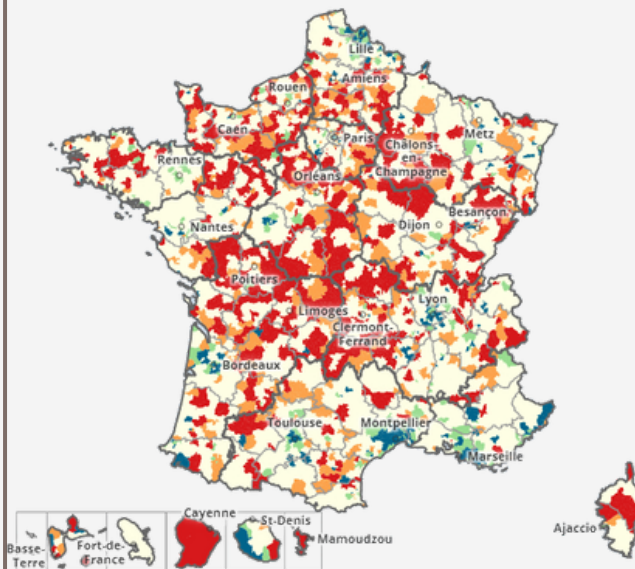 Lille
Amiens
Rouen
Caen
Paris
Metz
Châlons-
en-
Champagne
Rennes
Orléans
Besançon
Dijon
Nantes
Poitiers
Limoges
Lyon
Clermont-
Ferrand
Bordeaux
Toulouse
Montpellier
Marseille
Ajaccio
Cayenne
St-Denis
Mamoudzou
Basse-
Terre
Fort-de-
France